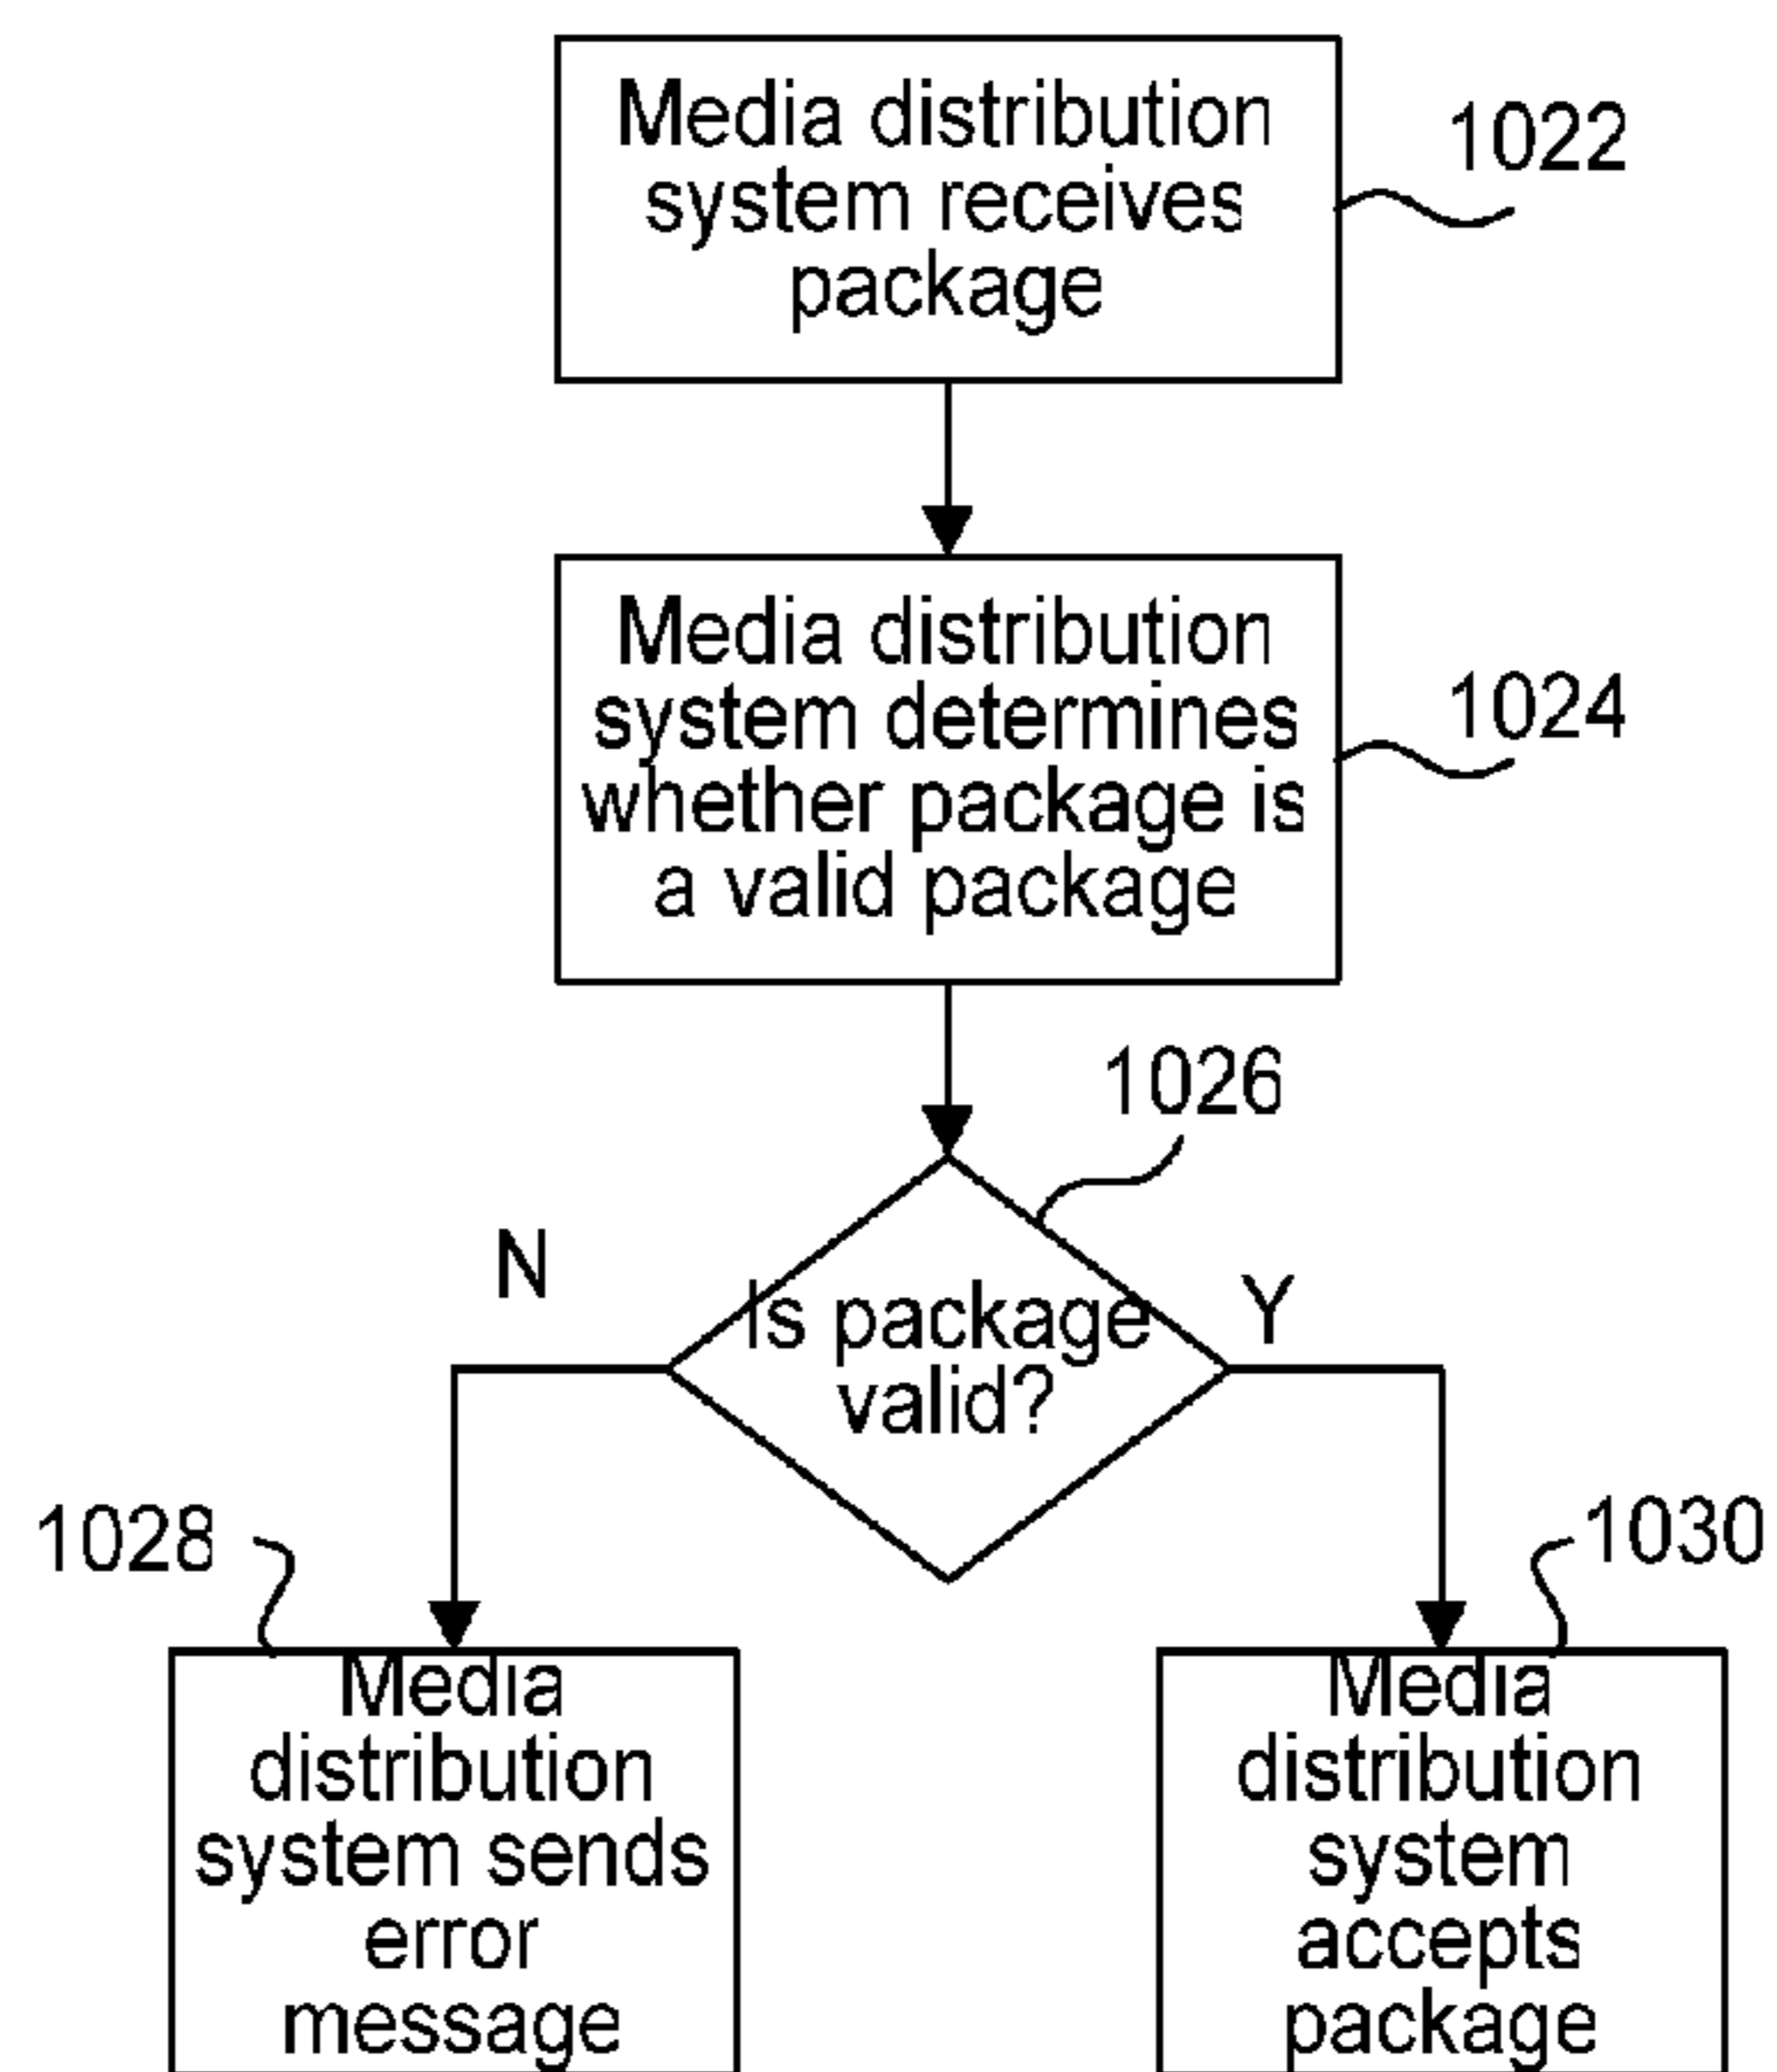 Media distribution
system receives
package
1022
Media distribution
system determines
whether package is
a valid package
1024
1026
N
Is package
valid?
Y
1028
1030
Media
distribution
system sends
error
message
Media
distribution
system
accepts
package